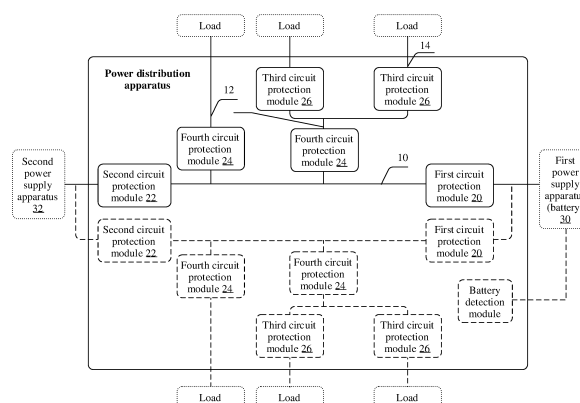 Load
Load
Load
14
Power distribution
apparatus
12
Third circuit
protection
module 26
Third circuit
protection
module 26
Fourth circuit
protection
module 24
Fourth circuit
protection
module 24
10
Second
power
supply
apparatus
32
Second circuit
protection
module 22
First circuit
protection
module 20
First
power
supply
apparatus
(battery)
30
Second circuit
protection
module 22
First circuit
protection
module 20
Fourth circuit
protection
module 24
Fourth circuit
protection
module 24
Battery
detection
module
Third circuit
protection
module 26
Third circuit
protection
module 26
Load
Load
Load